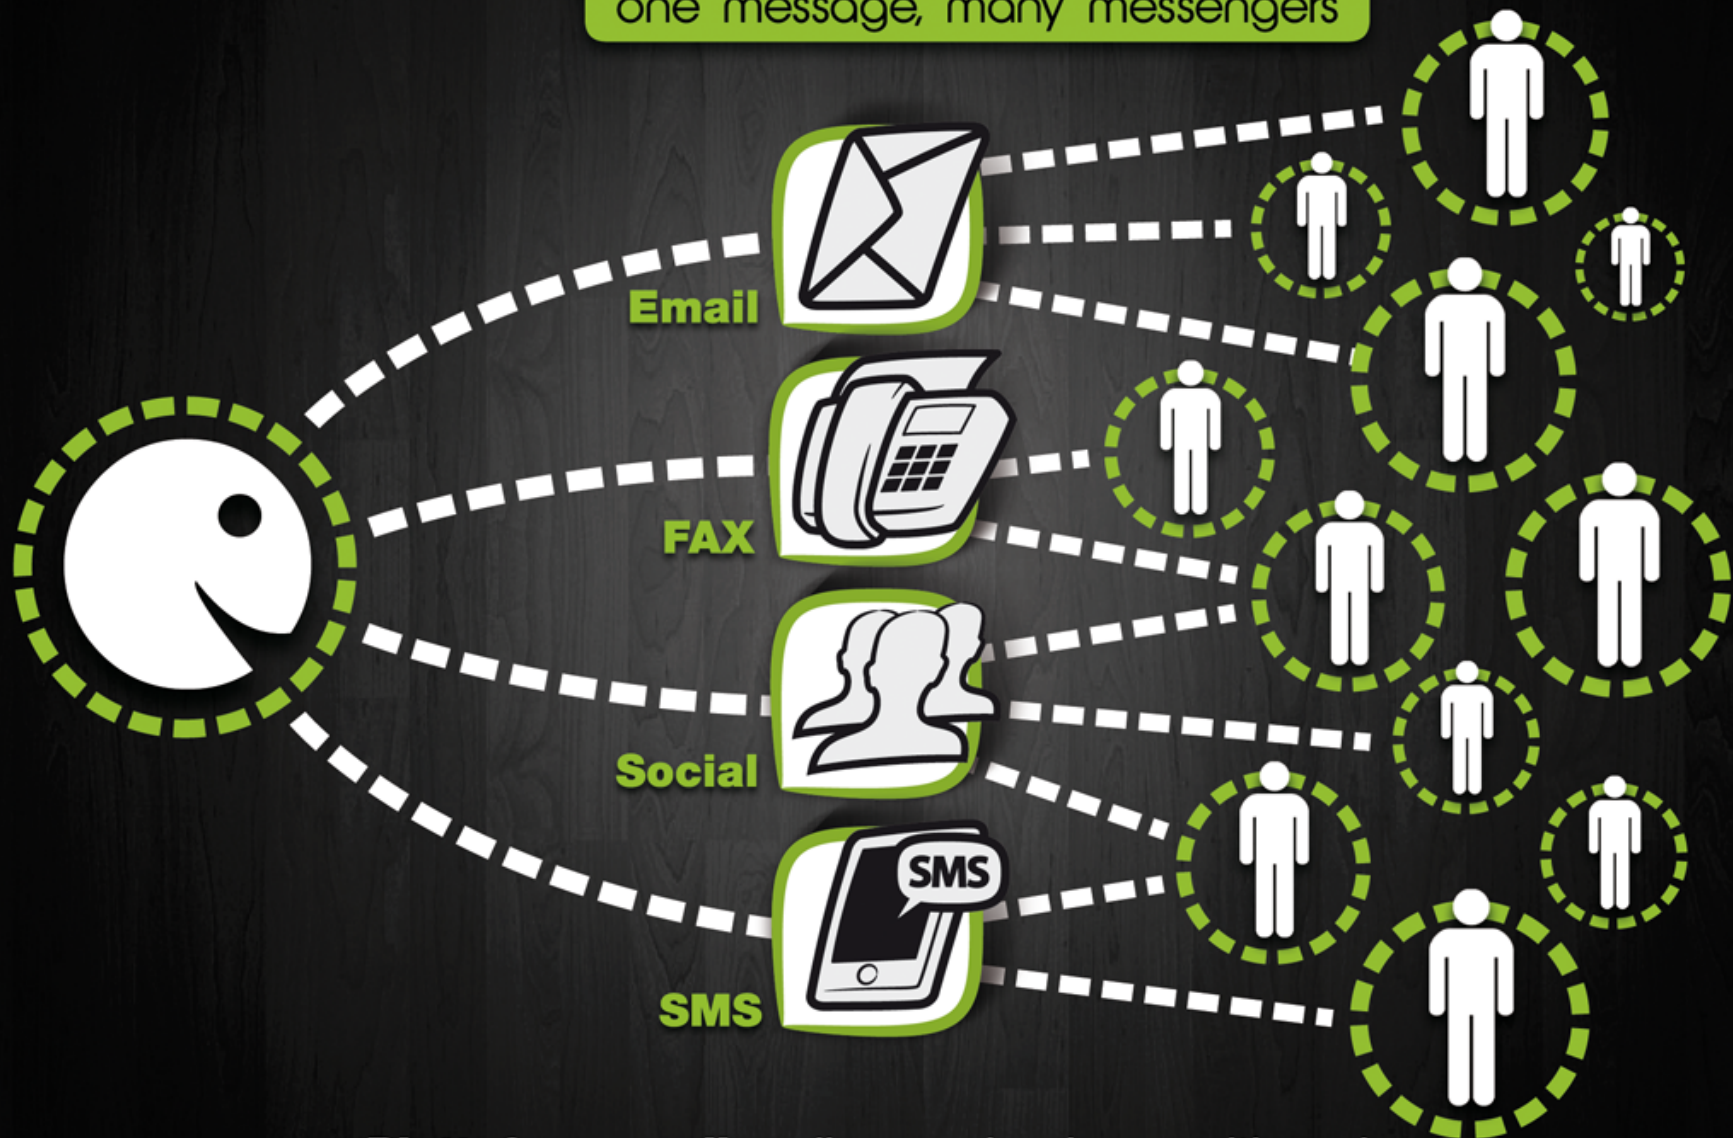 one message, many messengers
Email
FAX
Social
SMS
SMS